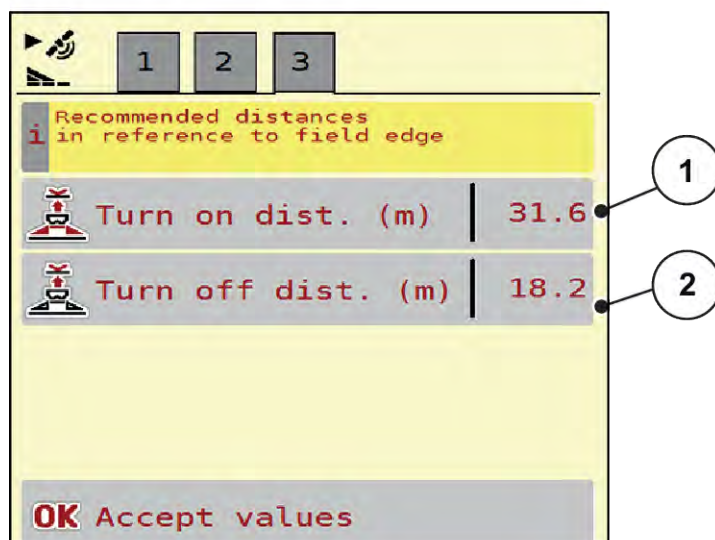 1 2 3
i Recommended distances
in reference to field edge
Turn on dist. (m) 31.6
1
Turn off dist. (m) 18.2
2
OK Accept values